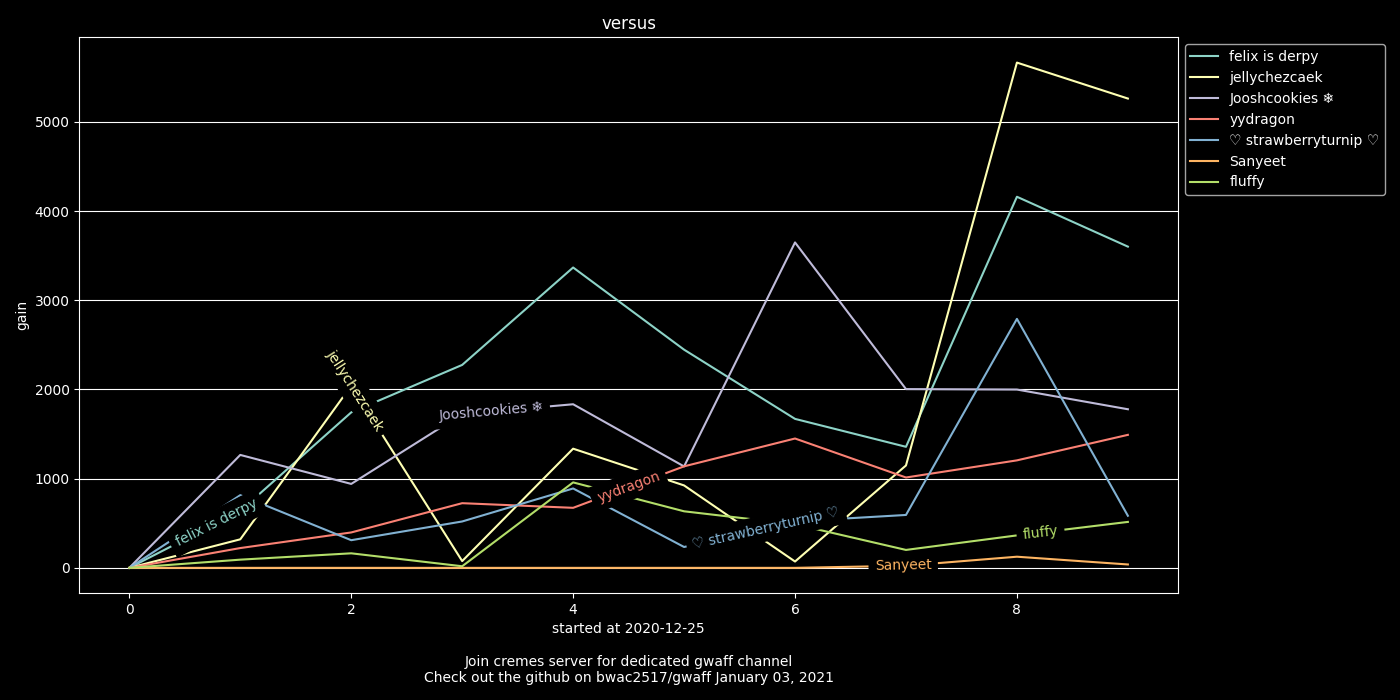 versus
felix is derpy
jellychezcaek
Jooshcookies ❄
yydragon
♡ strawberryturnip ♡
Sanyeet
fluffy
gain
5000
4000
3000
2000
1000
0
jellychezcaek
Jooshcookies ❄
yydragon
felix is derpy
♡ strawberryturnip ♡
fluffy
Sanyeet
0 2 4 6 8
started at 2020-12-25
Join cremes server for dedicated gwaff channel
Check out the github on bwac2517/gwaff January 03, 2021